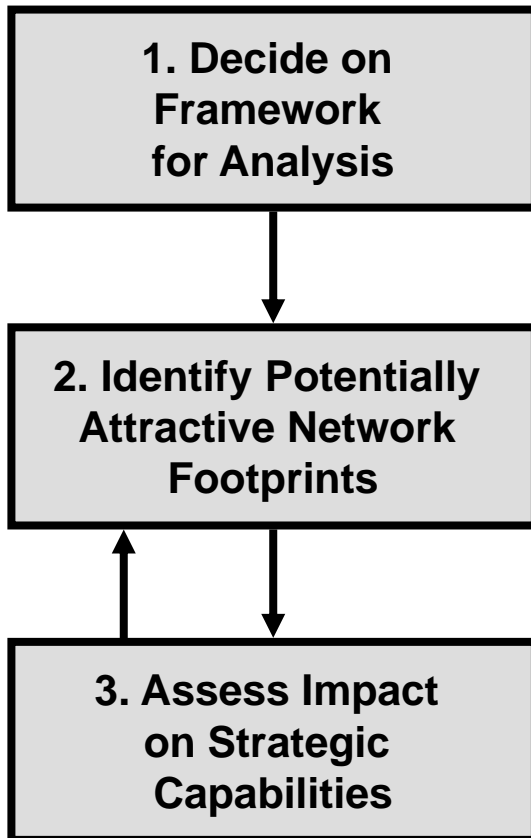 1. Decide on
Framework
for Analysis
2. Identify Potentially
Attractive Network
Footprints
3. Assess Impact
on Strategic
Capabilities